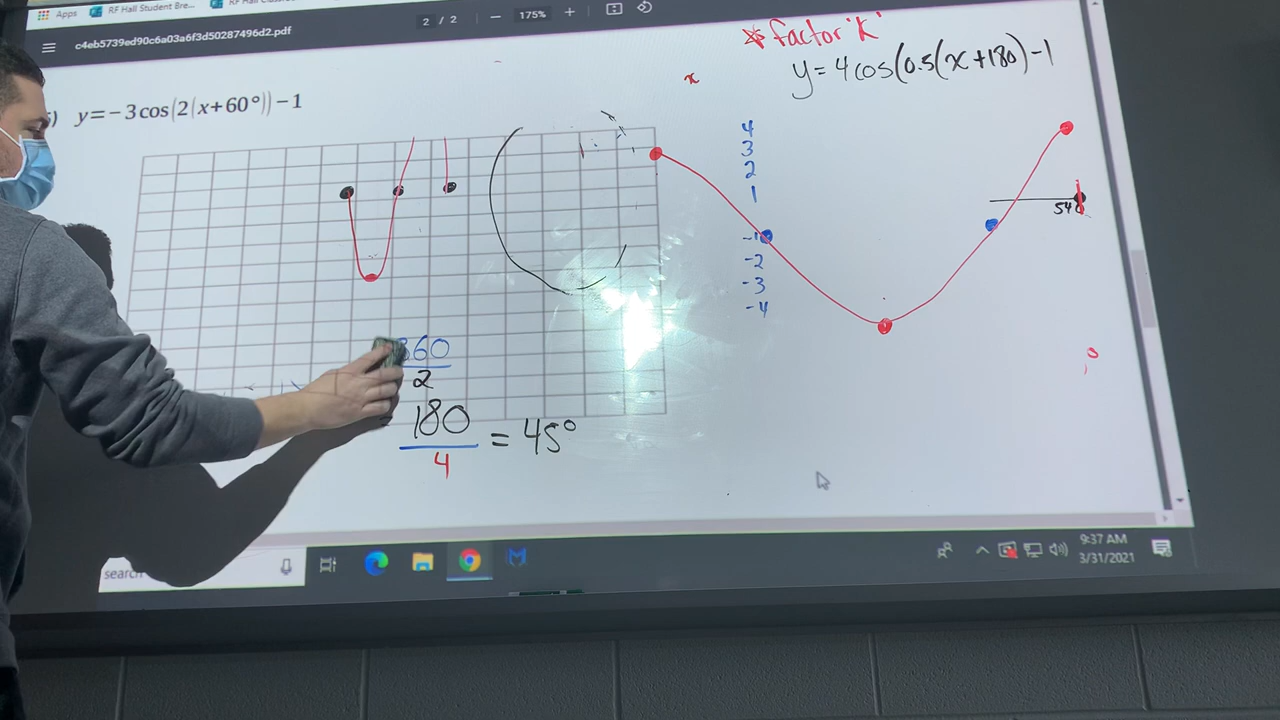 Apps RF Hall Student Bre...
c4eb5739ed90c6a03a6f3d50287496d2.pdf
2 / 2
175%
y=−3cos(2(x+60°))−1
* factor 'K'
x
y=4cos(0.5(x+180)-1
4
3
2
1
-1
-2
-3
-4
540
360
2
180
4
= 45°
search
9:37 AM
3/31/2021